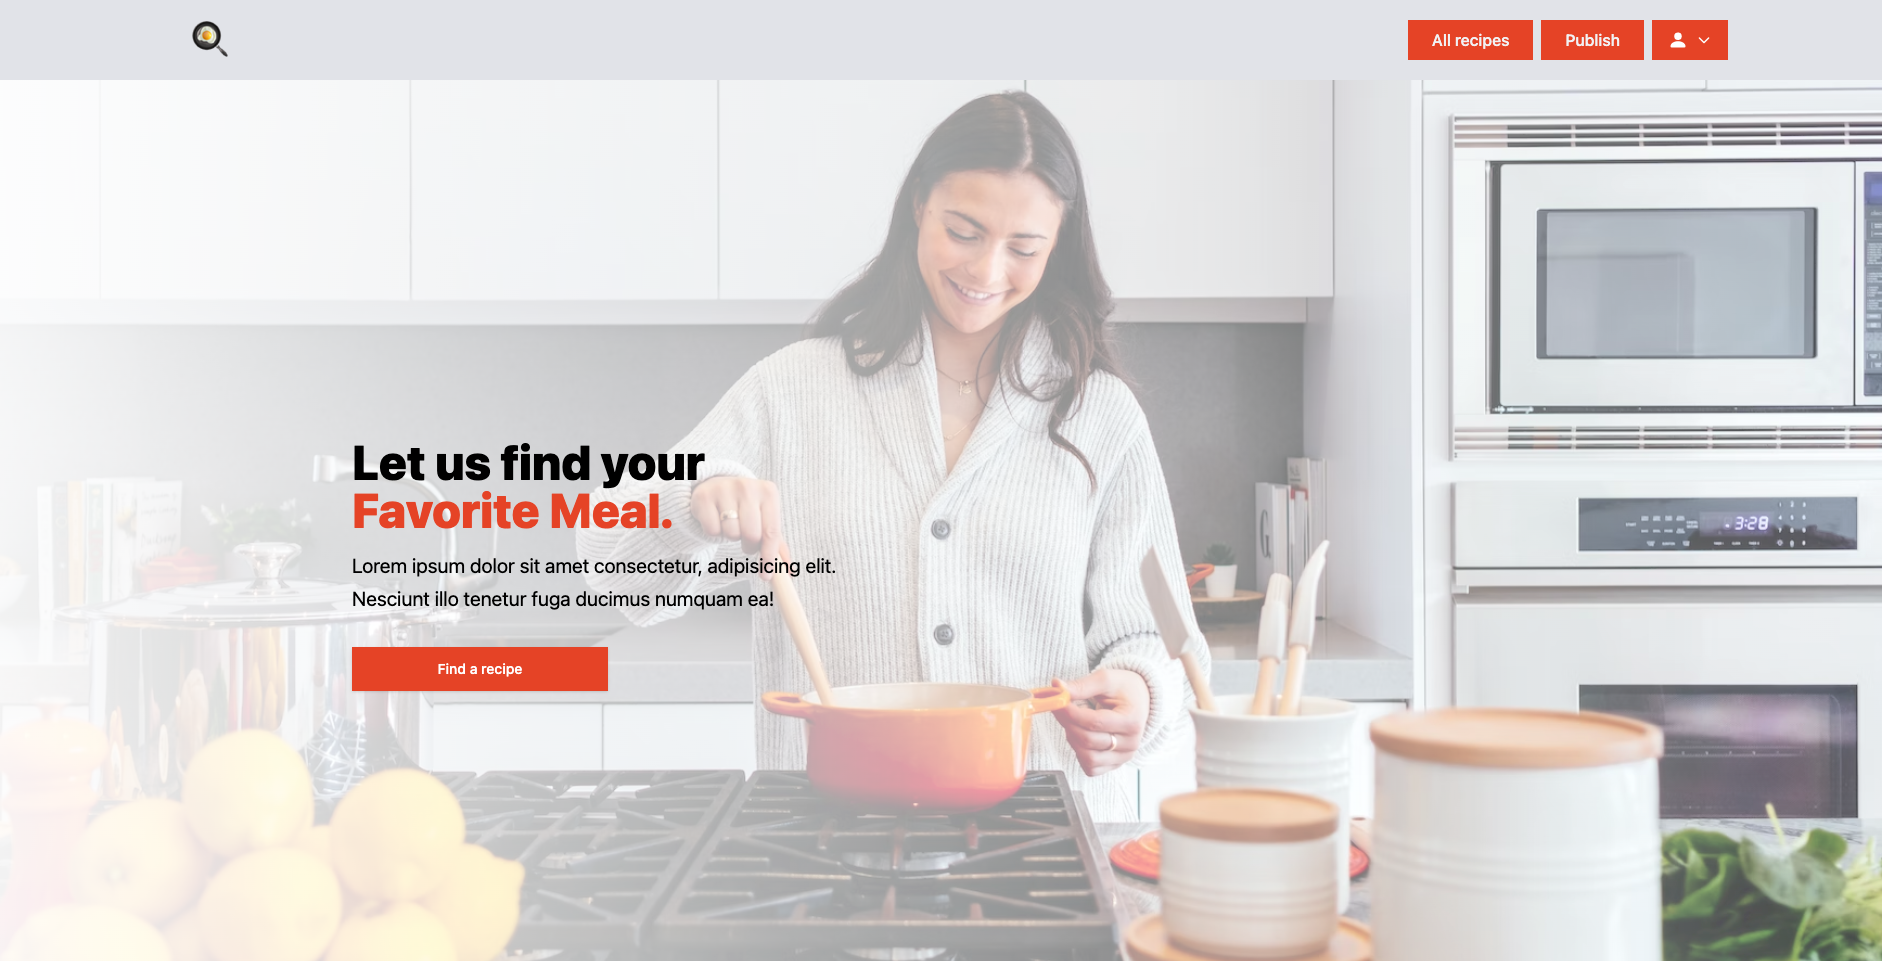 All recipes
Publish
Let us find your
Favorite Meal.
Lorem ipsum dolor sit amet consectetur, adipisicing elit.
Nesciunt illo tenetur fuga ducimus numquam ea!
Find a recipe
3:28